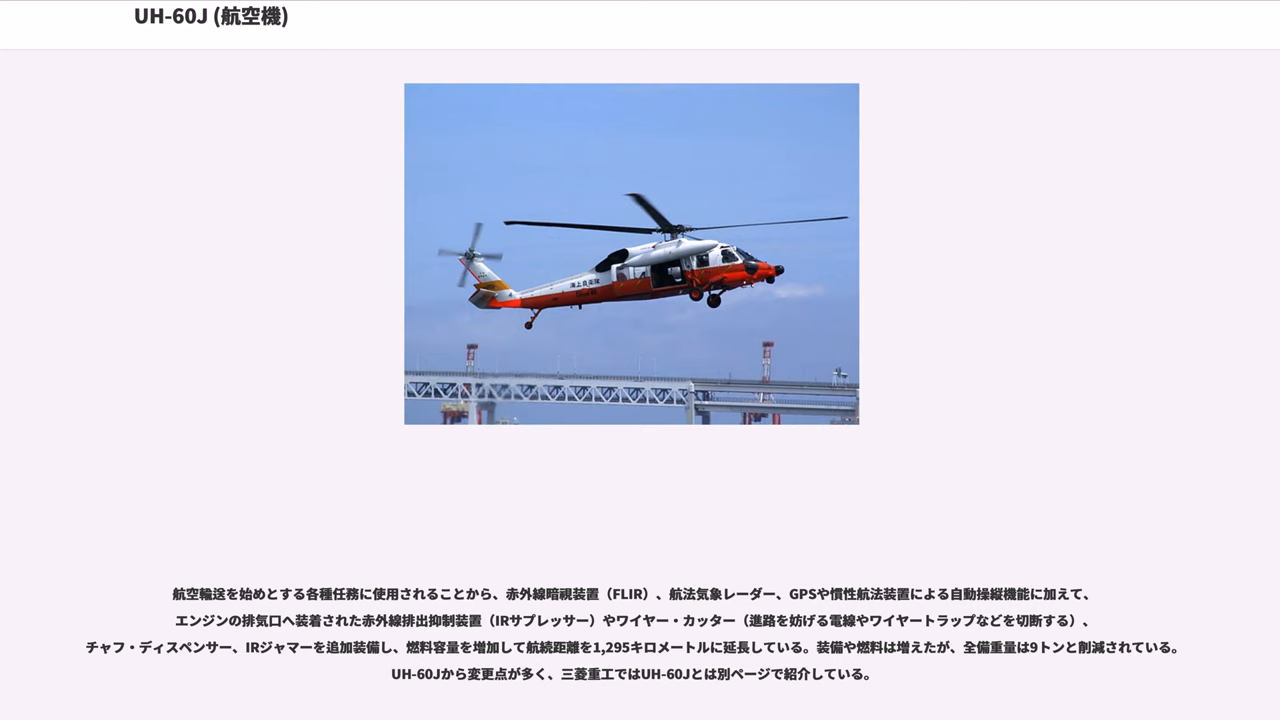 UH-60J (航空機)
海上自衛隊
航空輸送を始めとする各種任務に使用されることから、赤外線暗視装置（FLIR）、航法気象レーダー、GPSや慣性航法装置による自動操縦機能に加えて、
エンジンの排気口へ装着された赤外線排出抑制装置（IRサプレッサー）やワイヤー・カッター（進路を妨げる電線やワイヤートラップなどを切断する）、
チャフ・ディスペンサー、IRジャマーを追加装備し、燃料容量を増加して航続距離を1,295キロメートルに延長している。装備や燃料は増えたが、全備重量は9トンと削減されている。
UH-60Jから変更点が多く、三菱重工ではUH-60Jとは別ページで紹介している。